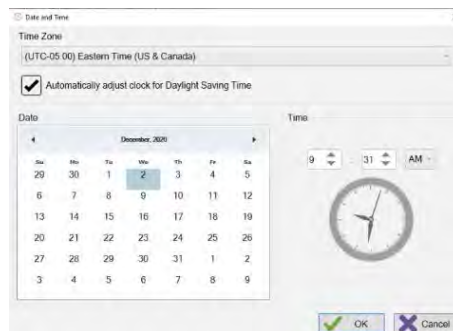 Date and Time
Time Zone
(UTC-05 00) Eastern Time (US & Canada)
Automatically adjust clock for Daylight Saving Time
Date
Time
December, 2020
Su Mo Tu We Th Fr Sa
29 30 1 2 3 4 5
6 7 8 9 10 11 12
13 14 15 16 17 18 19
20 21 22 23 24 25 26
27 28 29 30 31 1 2
3 4 5 6 7 8 9
9 : 31 AM
OK Cancel